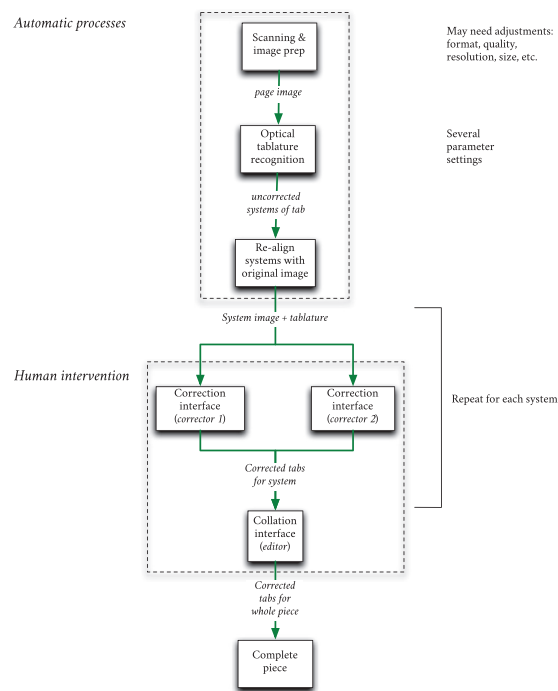 Automatic processes
Scanning &
image prep
May need adjustments:
format, quality,
resolution, size, etc.
page image
Optical
tablature
recognition
Several
parameter
settings
uncorrected
systems of tab
Re-align
systems with
original image
System image + tablature
Human intervention
Correction
interface
(corrector 1)
Correction
interface
(corrector 2)
Repeat for each system
Corrected tabs
for system
Collation
interface
(editor)
Corrected
tabs for
whole piece
Complete
piece